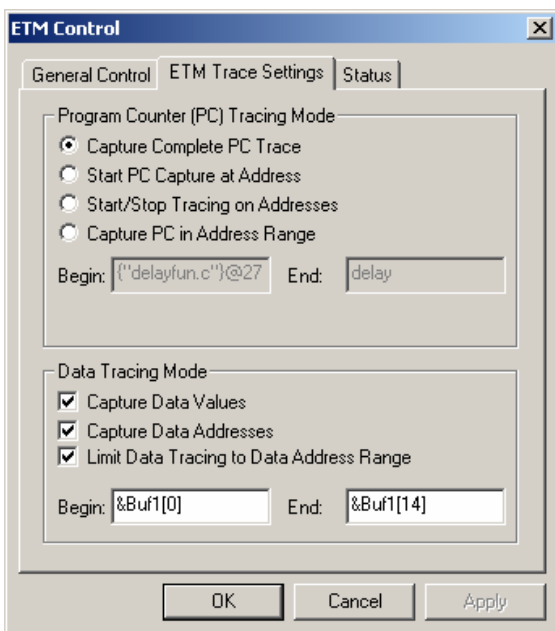 ETM Control
General Control ETM Trace Settings Status
Program Counter (PC) Tracing Mode
Capture Complete PC Trace
Start PC Capture at Address
Start/Stop Tracing on Addresses
Capture PC in Address Range
Begin: {"delayfun.c"}@27 End: delay
Data Tracing Mode
Capture Data Values
Capture Data Addresses
Limit Data Tracing to Data Address Range
Begin: &Buf1[0] End: &Buf1[14]
OK Cancel Apply